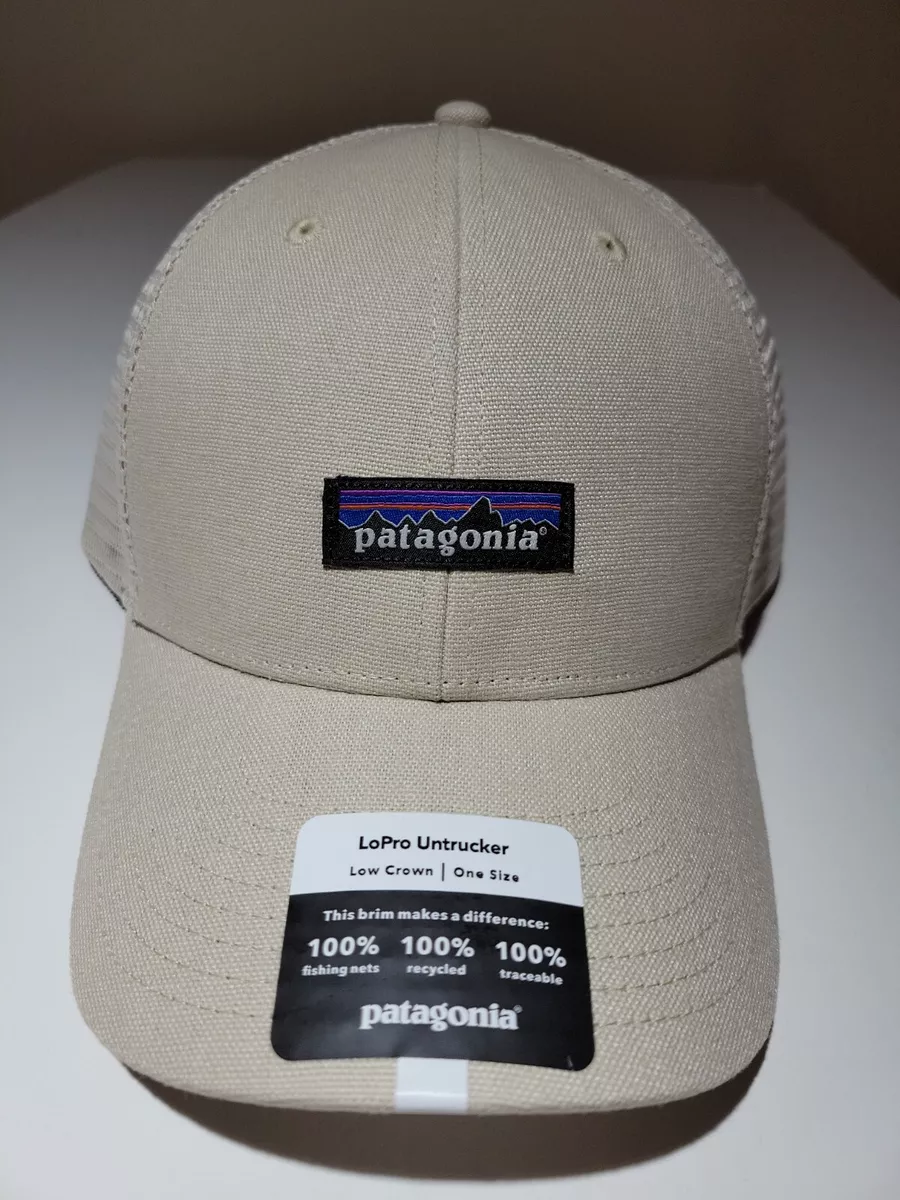 patagonia®
LoPro Untrucker
Low Crown | One Size
This brim makes a difference:
100% 100% 100%
fishing nets recycled traceable
patagonia®